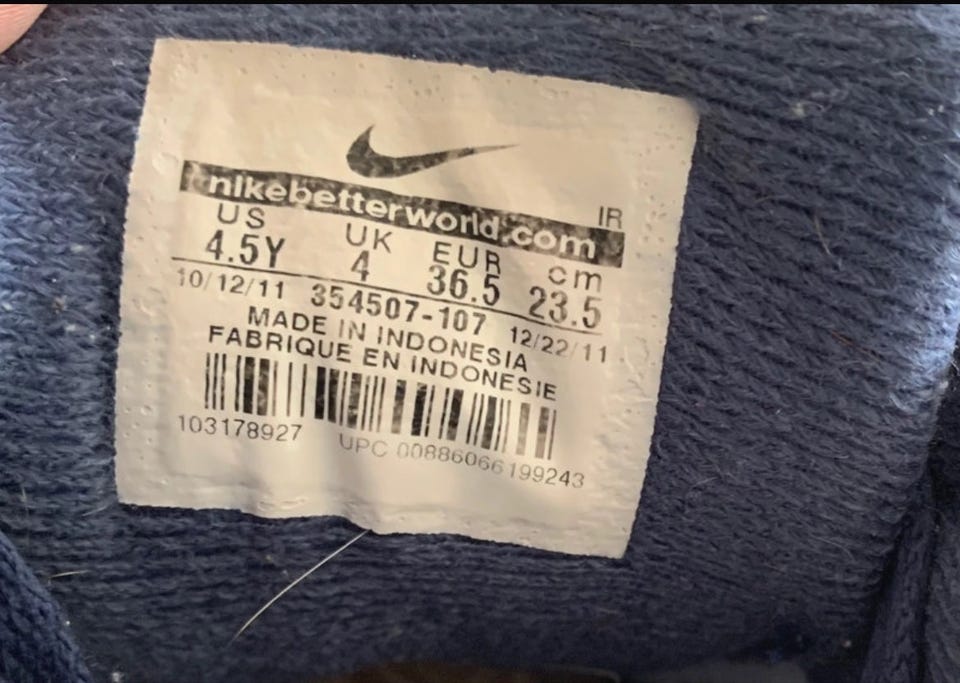 nikebetterworld.com
IR
US UK EUR cm
4.5Y 4 36.5 23.5
10/12/11 354507-107 12/22/11
MADE IN INDONESIA
FABRIQUE EN INDONESIE
103178927 UPC 00886066199243